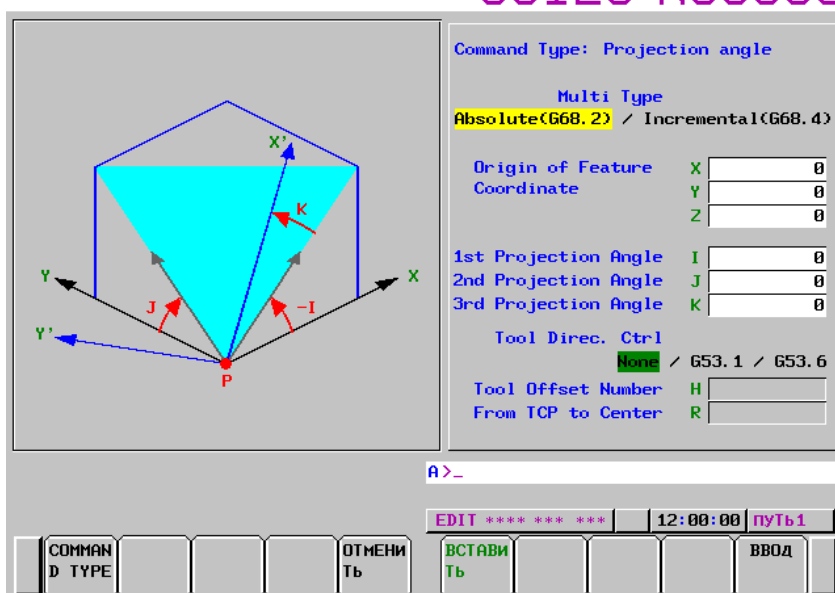 Command Type: Projection angle
Multi Type
Absolute(G68.2) / Incremental(G68.4)
X'
Origin of Feature X 0
Coordinate Y 0
Z 0
K
1st Projection Angle I 0
2nd Projection Angle J 0
3rd Projection Angle K 0
Y X
J -I
Y'
P
Tool Direc. Ctrl
None / G53.1 / G53.6
Tool Offset Number H
From TCP to Center R
A>_
EDIT **** *** *** 12:00:00 ПУТЬ1
COMMAN
D TYPE
ОТМЕНИ
ТЬ
ВСТАВИ
ТЬ
ВВОД